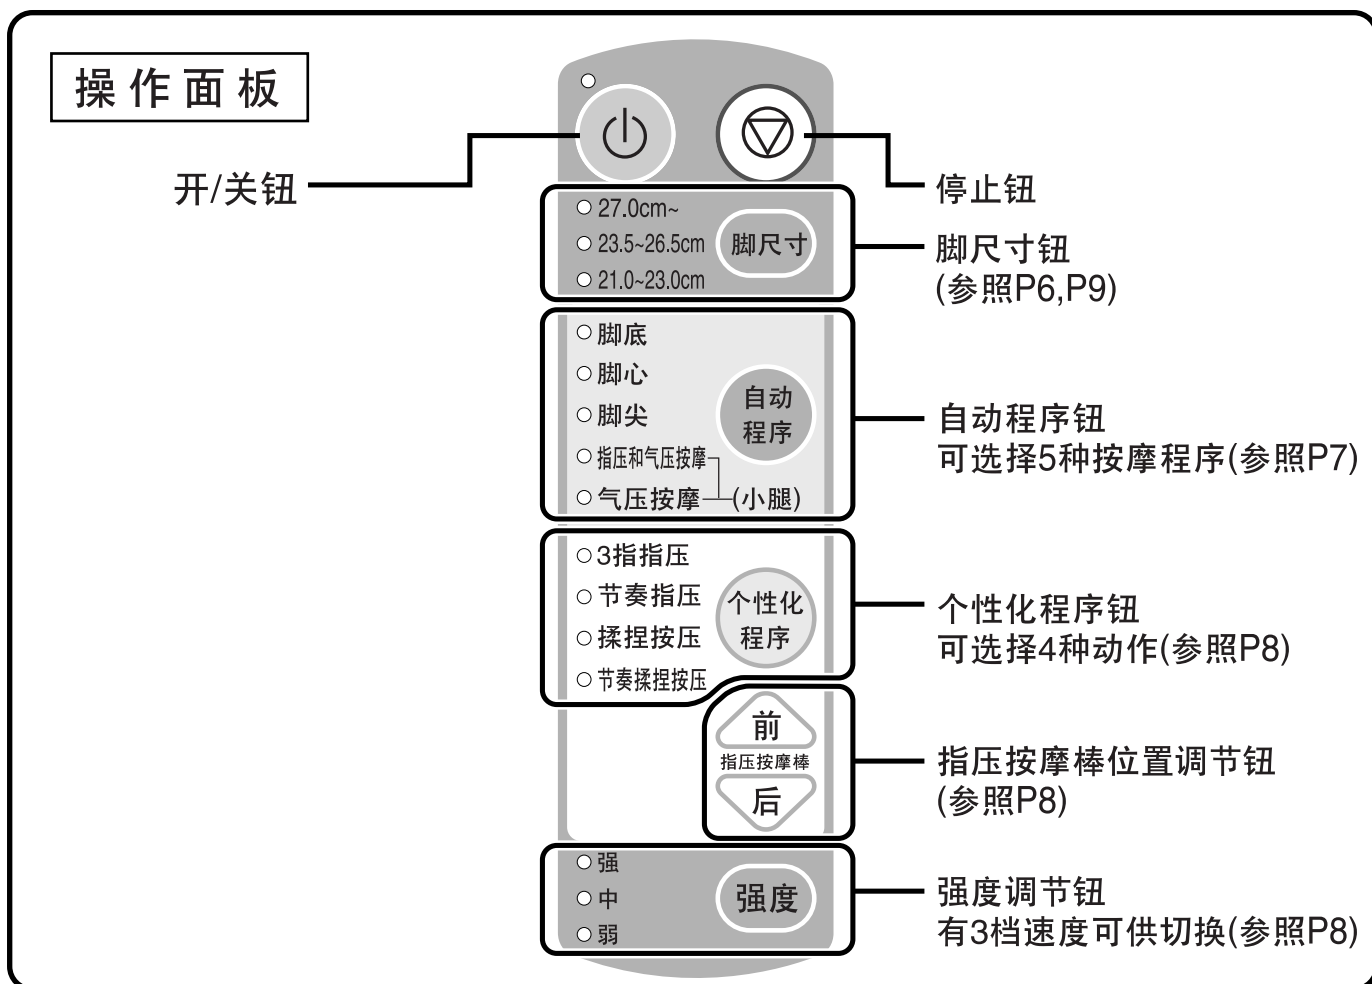 操作面板
开/关钮
停止钮
27.0cm~
23.5~26.5cm
21.0~23.0cm
脚尺寸
脚尺寸钮
(参照P6,P9)
脚底
脚心
脚尖
指压和气压按摩
气压按摩
(小腿)
自动
程序
自动程序钮
可选择5种按摩程序(参照P7)
3指指压
节奏指压
揉捏按压
节奏揉捏按压
个性化
程序
个性化程序钮
可选择4种动作(参照P8)
前
指压按摩棒
后
指压按摩棒位置调节钮
(参照P8)
强
中
弱
强度
强度调节钮
有3档速度可供切换(参照P8)